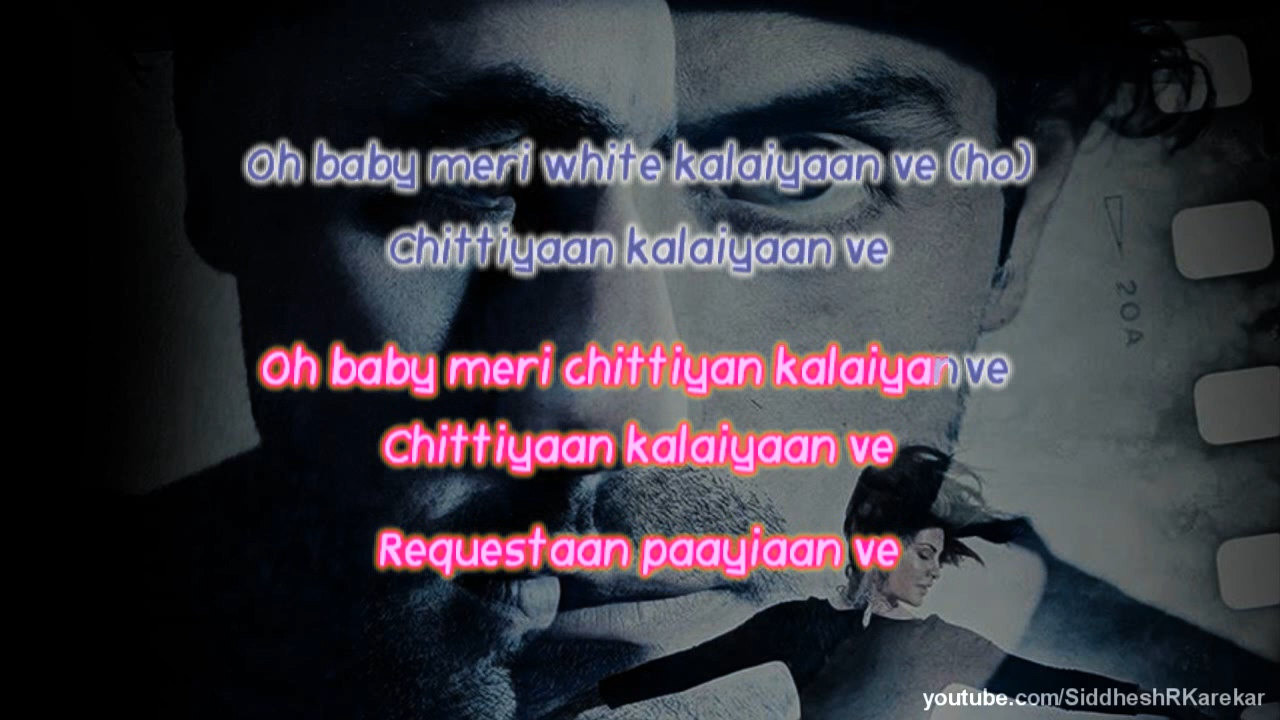 Oh baby meri white kalaiyaan ve (ho)
Chittiyaan kalaiyaan ve
Oh baby meri chittiyan kalaiyan ve
Chittiyaan kalaiyaan ve
Requestaan paayiaan ve
20A
youtube.com/SiddheshRKarekar